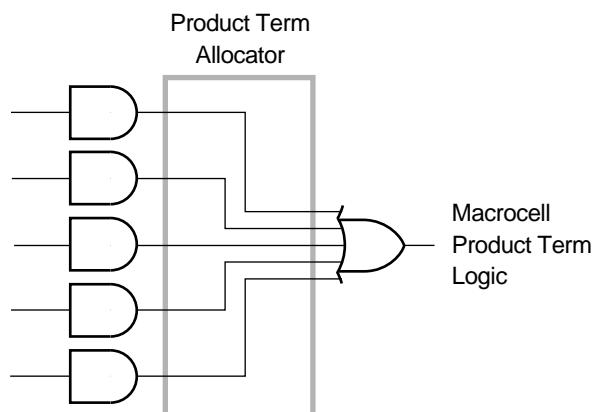 Product Term
Allocator
Macrocell
Product Term
Logic